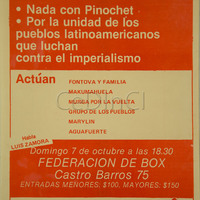 • Nada con Pinochet
• Por la unidad de los
pueblos latinoamericanos
que luchan
contra el imperialismo
Actúan
FONTOVA Y FAMILIA
MAKUMAHUELA
MURGA POR LA VUELTA
GRUPO DE LOS PUEBLOS
MARYLIN
AGUAFUERTE
Habla
LUIS ZAMORA
Domingo 7 de octubre a las 18.30
FEDERACION DE BOX
Castro Barros 75
ENTRADAS MENORES: $100, MAYORES: $150